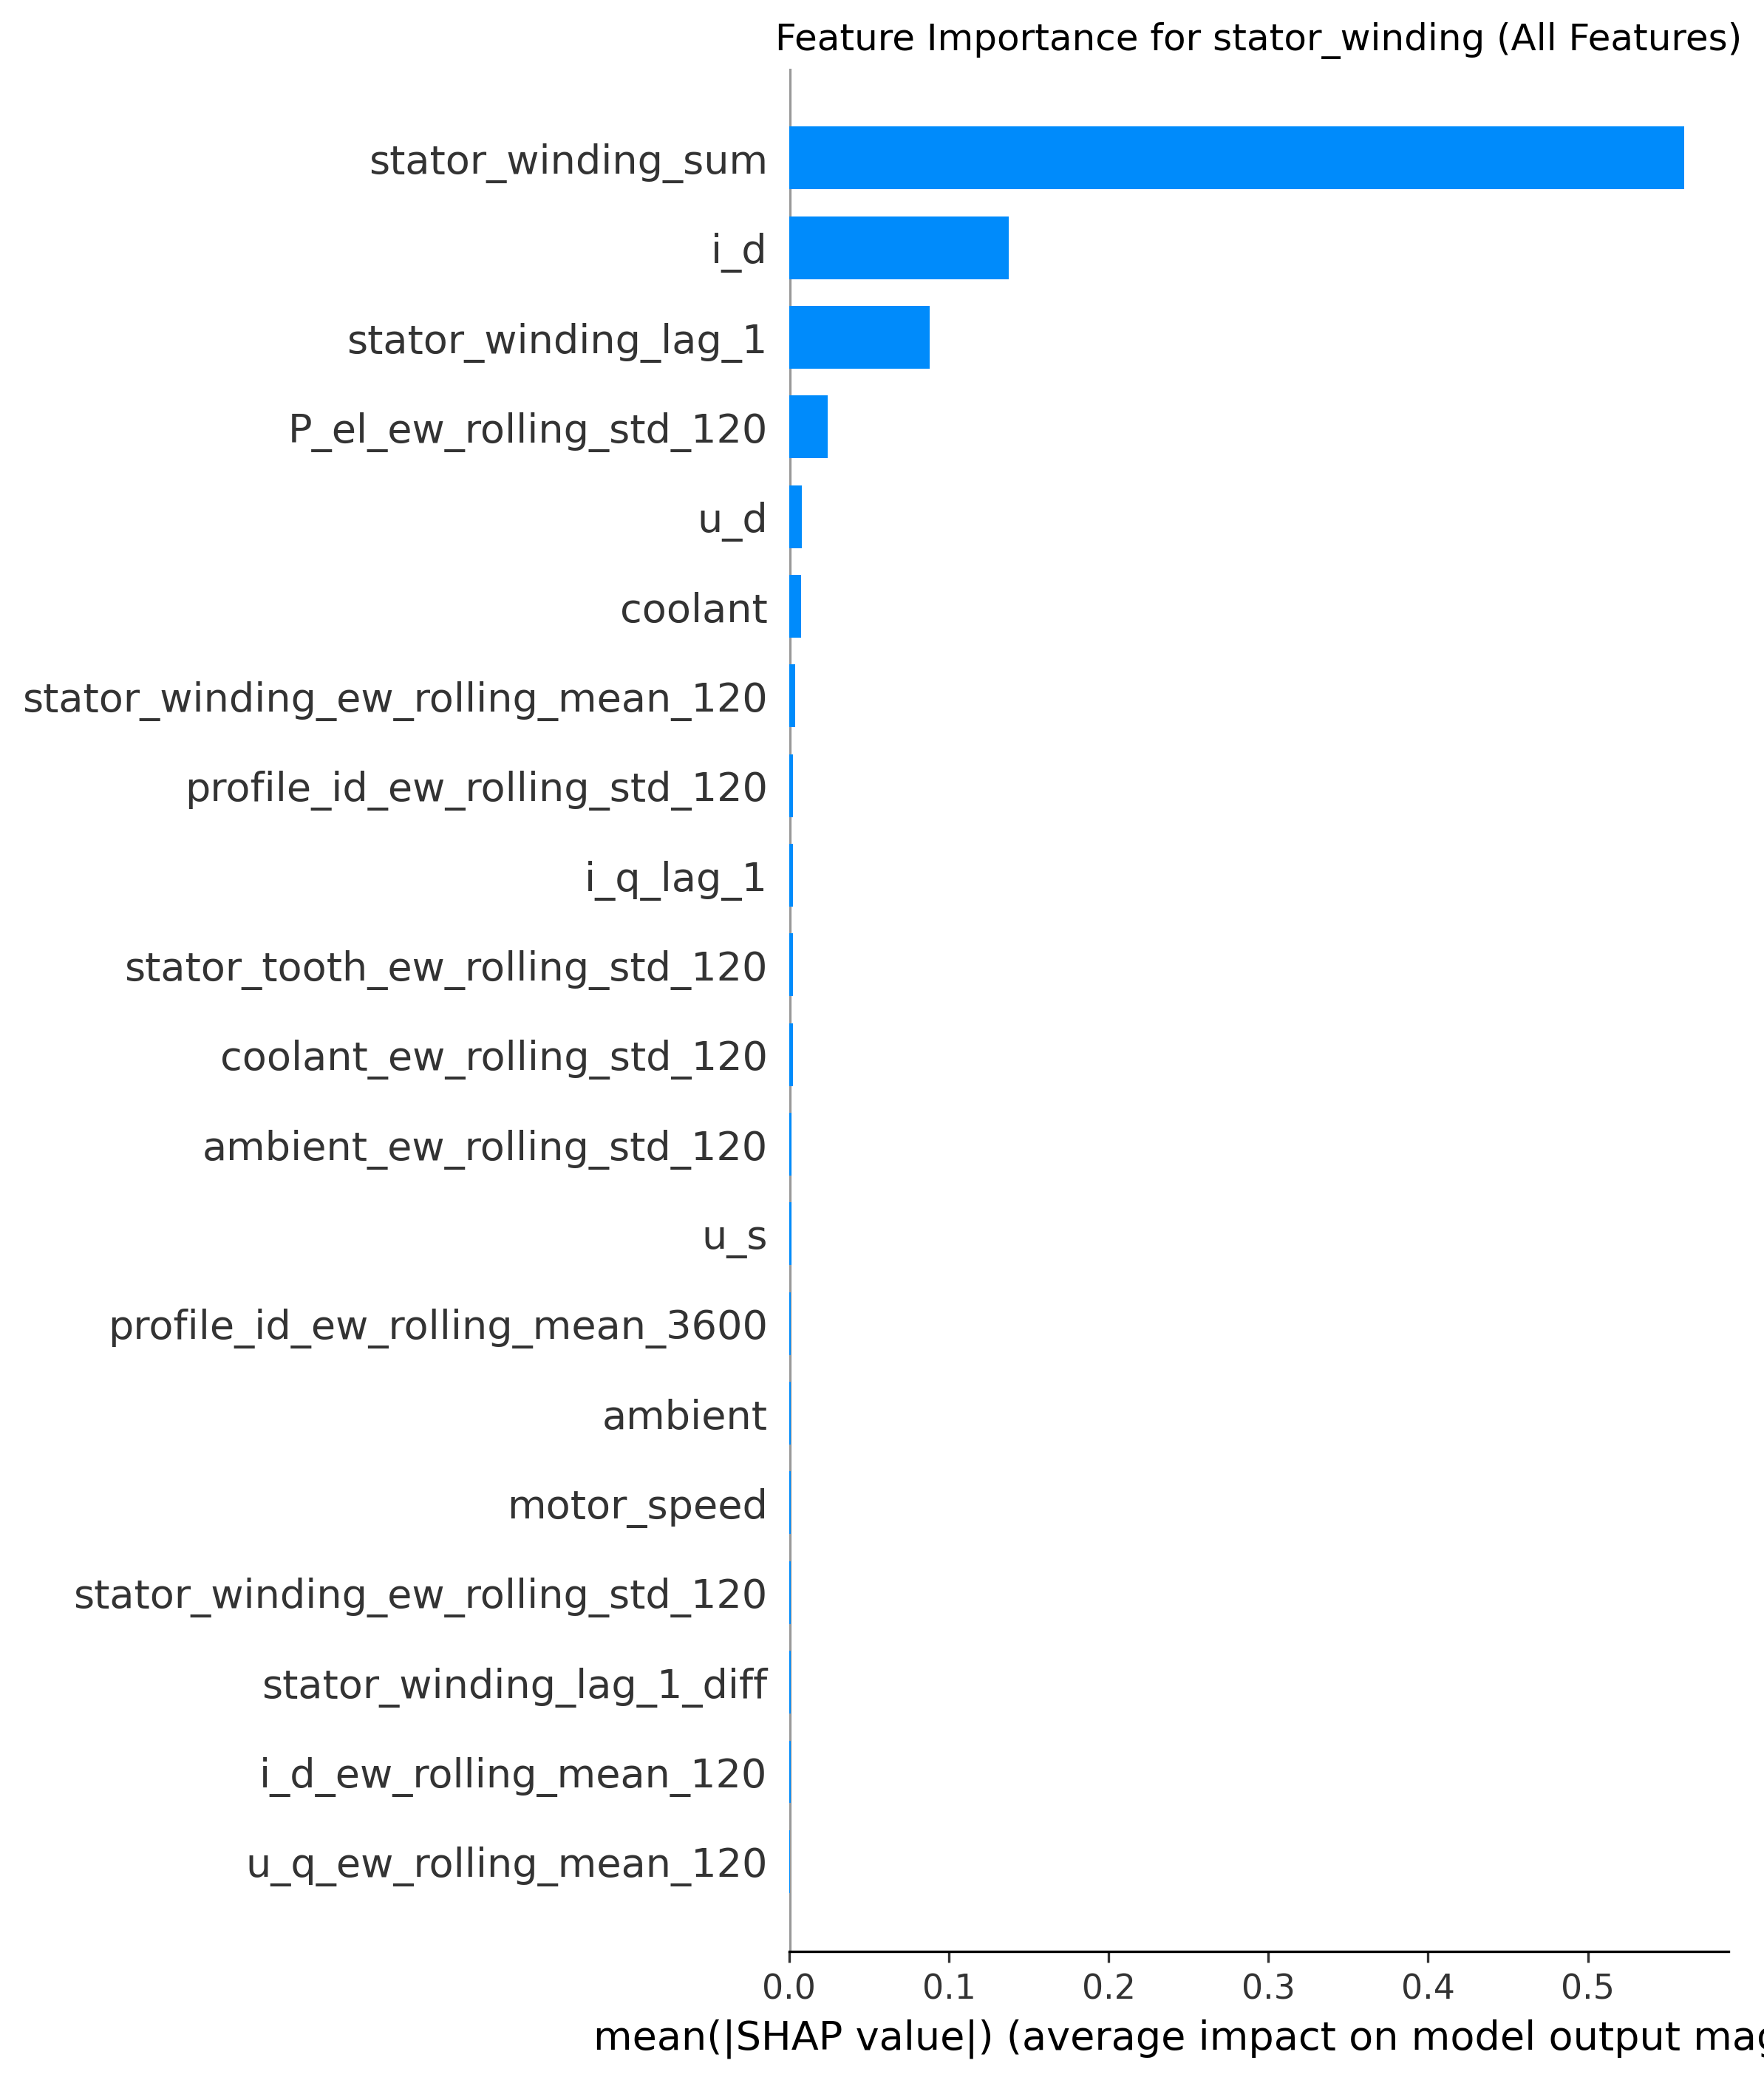 Feature Importance for stator_winding (All Features)
stator_winding_sum
i_d
stator_winding_lag_1
P_el_ew_rolling_std_120
u_d
coolant
stator_winding_ew_rolling_mean_120
profile_id_ew_rolling_std_120
i_q_lag_1
stator_tooth_ew_rolling_std_120
coolant_ew_rolling_std_120
ambient_ew_rolling_std_120
u_s
profile_id_ew_rolling_mean_3600
ambient
motor_speed
stator_winding_ew_rolling_std_120
stator_winding_lag_1_diff
i_d_ew_rolling_mean_120
u_q_ew_rolling_mean_120
0.0 0.1 0.2 0.3 0.4 0.5
mean(|SHAP value|) (average impact on model output mag